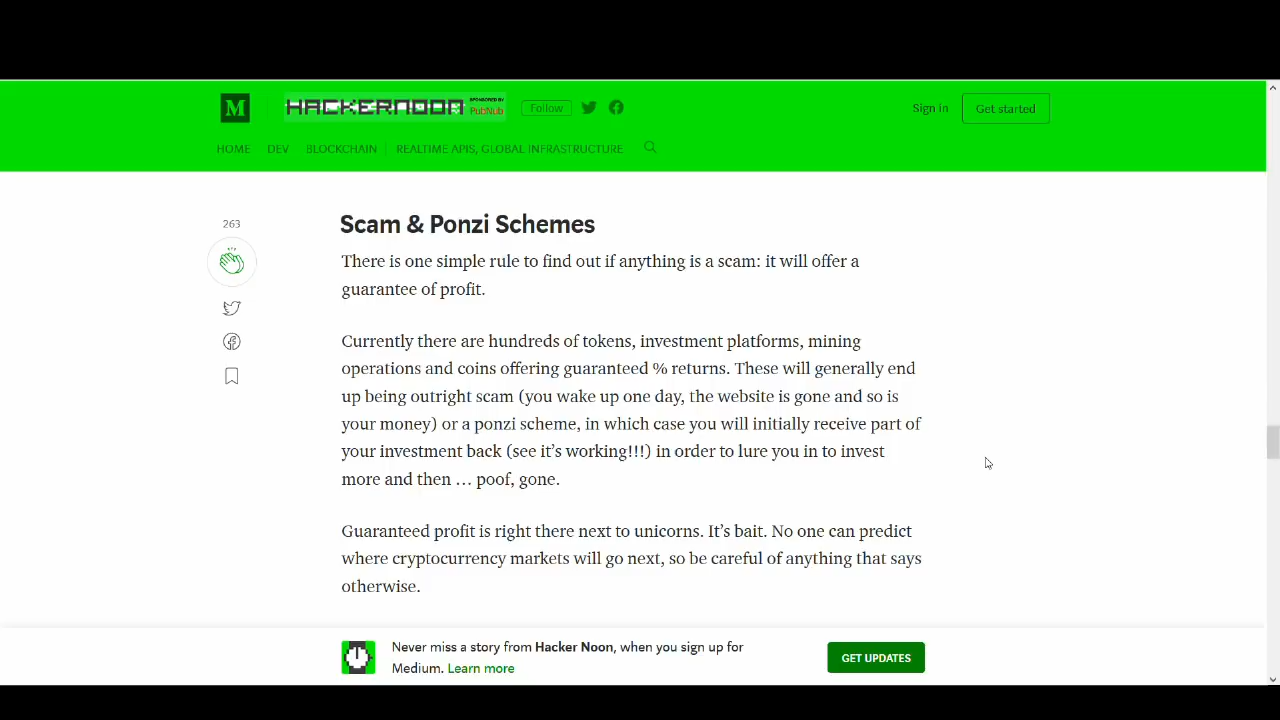 M HACKERNOON SPONSORED BY PubNub Follow Sign in Get started
HOME DEV BLOCKCHAIN REALTIME APIS, GLOBAL INFRASTRUCTURE
263
Scam & Ponzi Schemes
There is one simple rule to find out if anything is a scam: it will offer a
guarantee of profit.
Currently there are hundreds of tokens, investment platforms, mining
operations and coins offering guaranteed % returns. These will generally end
up being outright scam (you wake up one day, the website is gone and so is
your money) or a ponzi scheme, in which case you will initially receive part of
your investment back (see it’s working!!!) in order to lure you in to invest
more and then … poof, gone.
Guaranteed profit is right there next to unicorns. It’s bait. No one can predict
where cryptocurrency markets will go next, so be careful of anything that says
otherwise.
Never miss a story from Hacker Noon, when you sign up for
Medium. Learn more
GET UPDATES